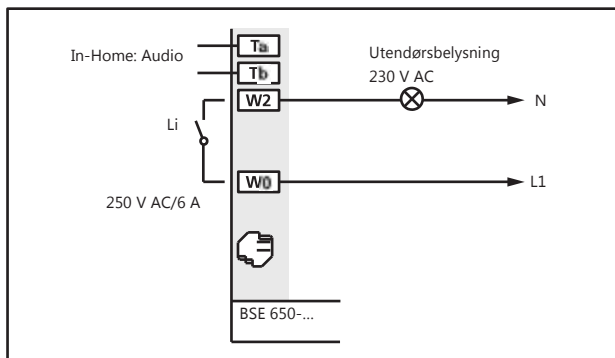 Ta
In-Home: Audio
Utendørsbelysning
Tb
230 V AC
W2
N
Li
W0
L1
250 V AC/6 A
BSE 650-...